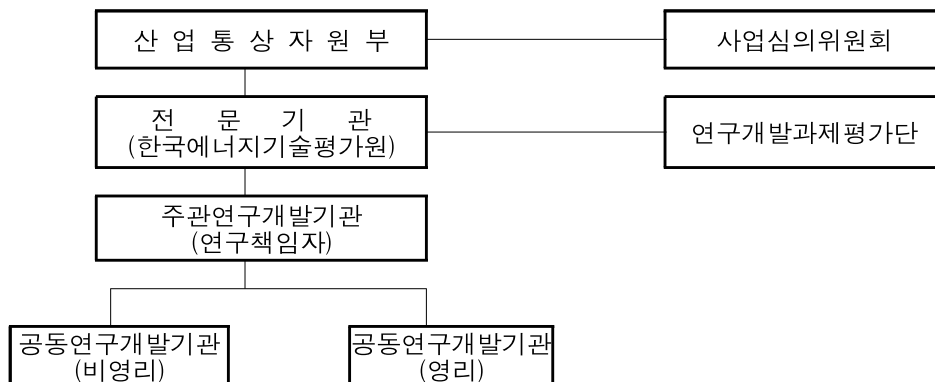 산 업 통 상 자 원 부
사업심의위원회
전 문 기 관
(한국에너지기술평가원)
연구개발과제평가단
주관연구개발기관
(연구책임자)
공동연구개발기관
(비영리)
공동연구개발기관
(영리)